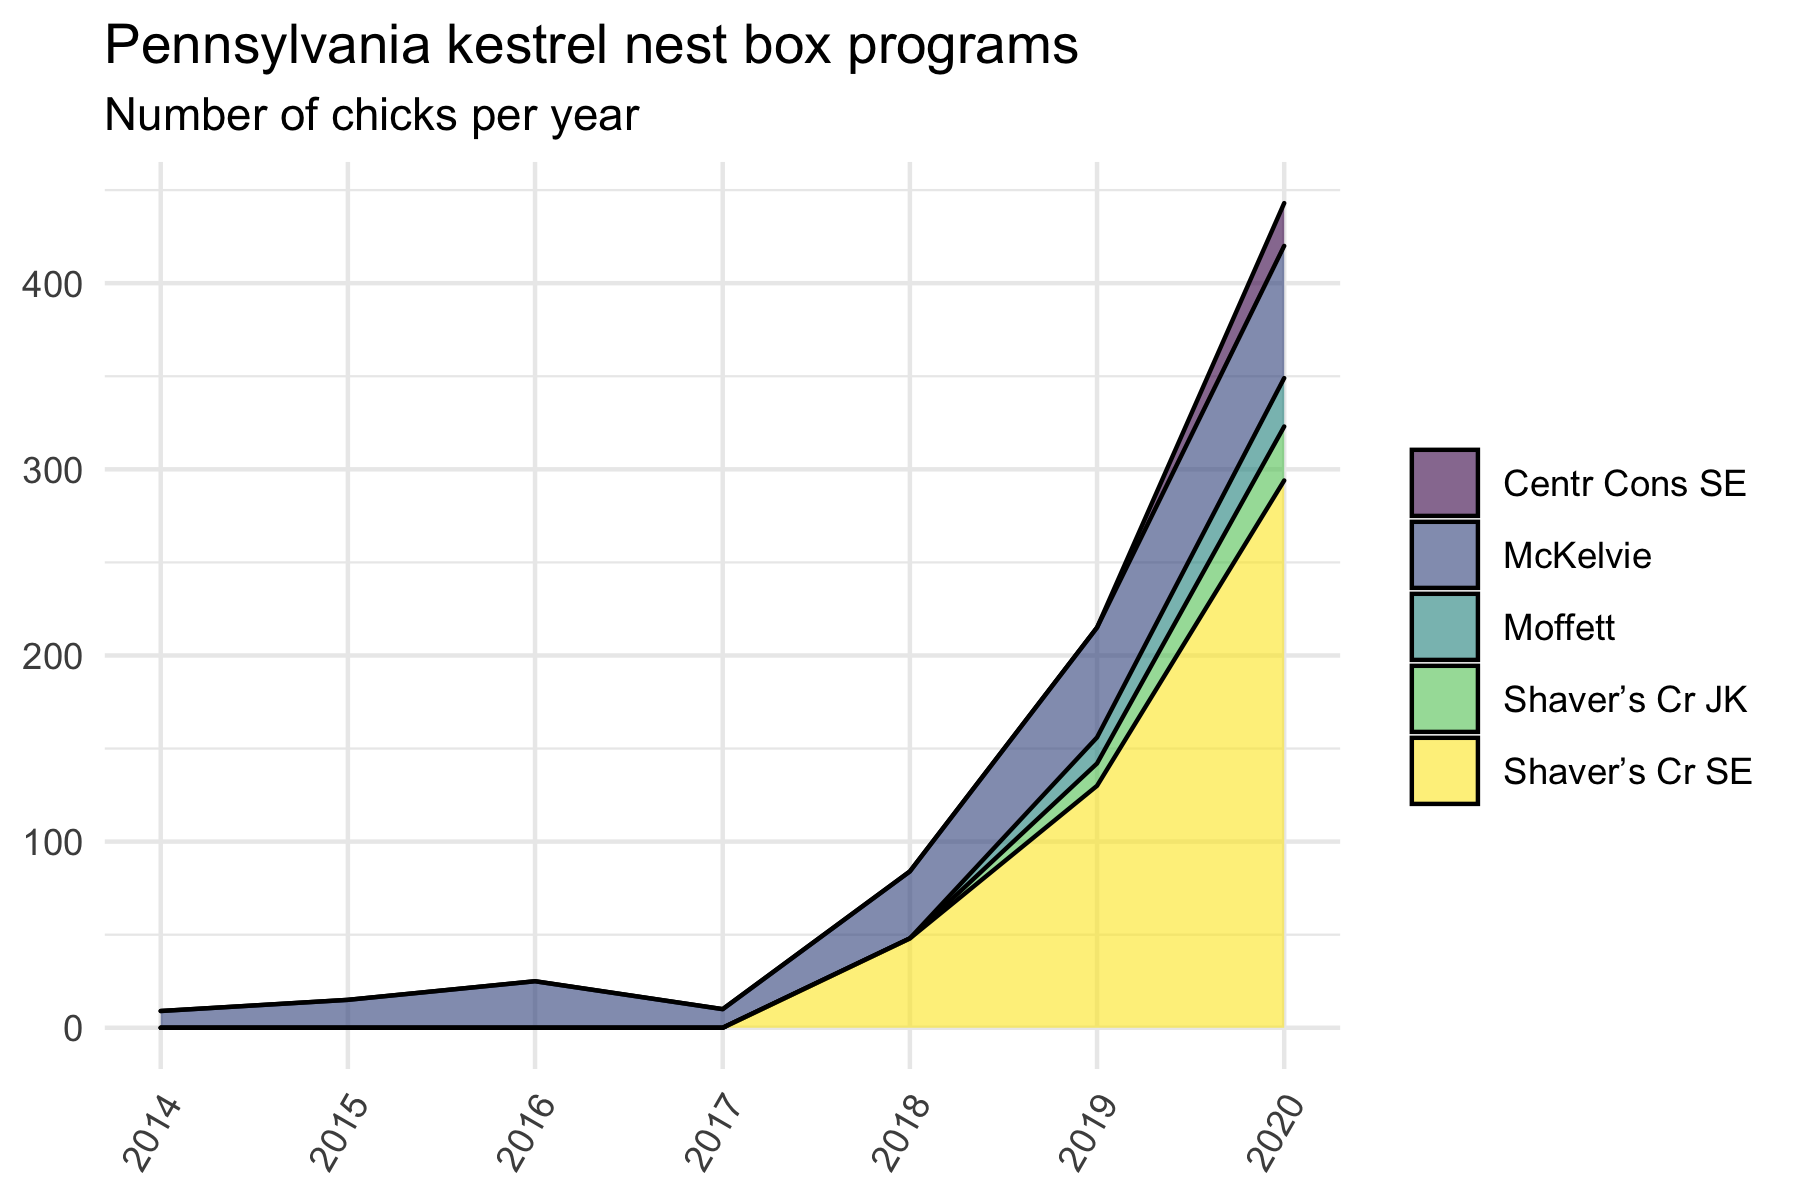 Pennsylvania kestrel nest box programs
Number of chicks per year
400
300
200
100
0
2014
2015
2016
2017
2018
2019
2020
Centr Cons SE
McKelvie
Moffett
Shaver’s Cr JK
Shaver’s Cr SE